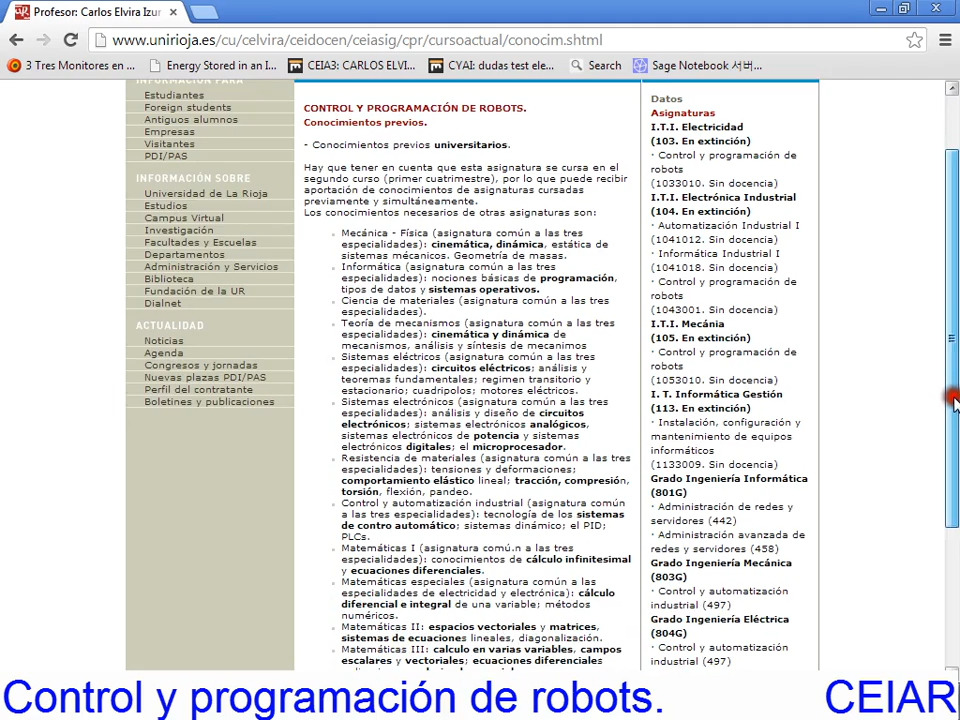 Profesor: Carlos Elvira Izur
www.unirioja.es/cu/celvira/ceidocen/ceiasig/cpr/cursoactual/conocim.shtml
3 Tres Monitores en ...
Energy Stored in an I...
CEIA3: CARLOS ELVI...
CYAI: dudas test ele...
Search
Sage Notebook 서버...
INFORMACIÓN PARA
Estudiantes
Foreign students
Antiguos alumnos
Empresas
Visitantes
PDI/PAS
INFORMACIÓN SOBRE
Universidad de La Rioja
Estudios
Campus Virtual
Investigación
Facultades y Escuelas
Departamentos
Administración y Servicios
Biblioteca
Fundación de la UR
Dialnet
ACTUALIDAD
Noticias
Agenda
Congresos y jornadas
Nuevas plazas PDI/PAS
Perfil del contratante
Boletines y publicaciones
CONTROL Y PROGRAMACIÓN DE ROBOTS.
Conocimientos previos.
- Conocimientos previos universitarios.
Hay que tener en cuenta que esta asignatura se cursa en el
segundo curso (primer cuatrimestre), por lo que puede recibir
aportación de conocimientos de asignaturas cursadas
previamente y simultáneamente.
Los conocimientos necesarios de otras asignaturas son:
Mecánica - Física (asignatura común a las tres
especialidades): cinemática, dinámica, estática de
sistemas mécanicos. Geometría de masas.
Informática (asignatura común a las tres
especialidades): nociones básicas de programación,
tipos de datos y sistemas operativos.
Ciencia de materiales (asignatura común a las tres
especialidades).
Teoría de mecanismos (asignatura común a las tres
especialidades): cinemática y dinámica de
mecanismos, análisis y síntesis de mecanimos
Sistemas eléctricos (asignatura común a las tres
especialidades): circuitos eléctricos; análisis y
teoremas fundamentales; regimen transitorio y
estacionario; cuadripolos; motores eléctricos.
Sistemas electrónicos (asignatura común a las tres
especialidades): análisis y diseño de circuitos
electrónicos; sistemas electrónicos analógicos,
sistemas electrónicos de potencia y sistemas
electrónicos digitales; el microprocesador.
Resistencia de materiales (asignatura común a las tres
especialidades): tensiones y deformaciones;
comportamiento elástico lineal; tracción, compresión,
torsión, flexión, pandeo.
Control y automatización industrial (asignatura común
a las tres especialidades): tecnología de los sistemas
de contro automático; sistemas dinámico; el PID;
PLCs.
Matemáticas I (asignatura comú.n a las tres
especialidades): conocimientos de cálculo infinitesimal
y ecuaciones diferenciales.
Matemáticas especiales (asignatura común a las
especialidades de electricidad y electrónica): cálculo
diferencial e integral de una variable; métodos
numéricos.
Matemáticas II: espacios vectoriales y matrices,
sistemas de ecuaciones lineales, diagonalización.
Matemáticas III: calculo en varias variables, campos
escalares y vectoriales; ecuaciones diferenciales
Datos
Asignaturas
I.T.I. Electricidad
(103. En extinción)
· Control y programación de
robots
(1033010. Sin docencia)
I.T.I. Electrónica Industrial
(104. En extinción)
· Automatización Industrial I
(1041012. Sin docencia)
· Informática Industrial I
(1041018. Sin docencia)
· Control y programación de
robots
(1043001. Sin docencia)
I.T.I. Mecánia
(105. En extinción)
· Control y programación de
robots
(1053010. Sin docencia)
I. T. Informática Gestión
(113. En extinción)
· Instalación, configuración y
mantenimiento de equipos
informáticos
(1133009. Sin docencia)
Grado Ingeniería Informática
(801G)
· Administración de redes y
servidores (442)
· Administración avanzada de
redes y servidores (458)
Grado Ingeniería Mecánica
(803G)
· Control y automatización
industrial (497)
Grado Ingeniería Eléctrica
(804G)
· Control y automatización
industrial (497)
Control y programación de robots.
CEIAR